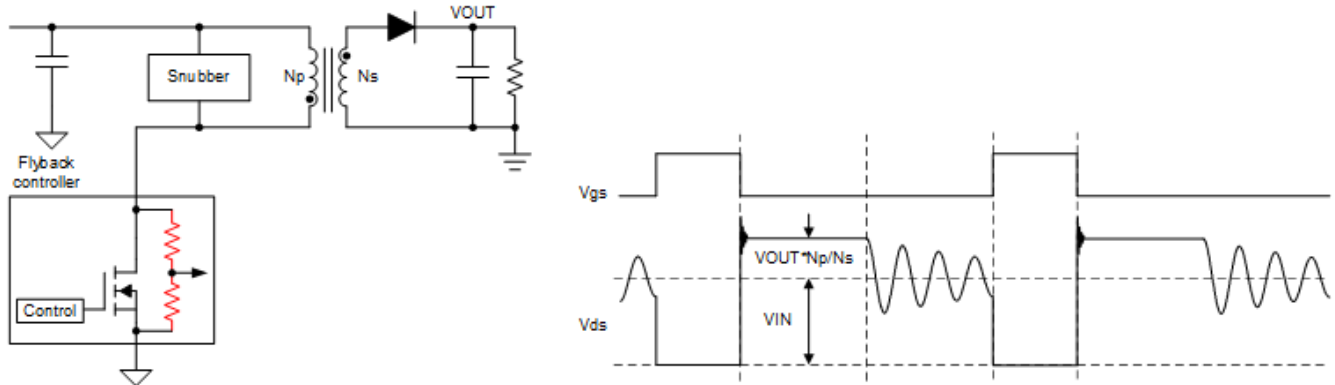 VOUT
Snubber
Np
Ns
Flyback
controller
Control
Vgs
VOUT*Np/Ns
VIN
Vds